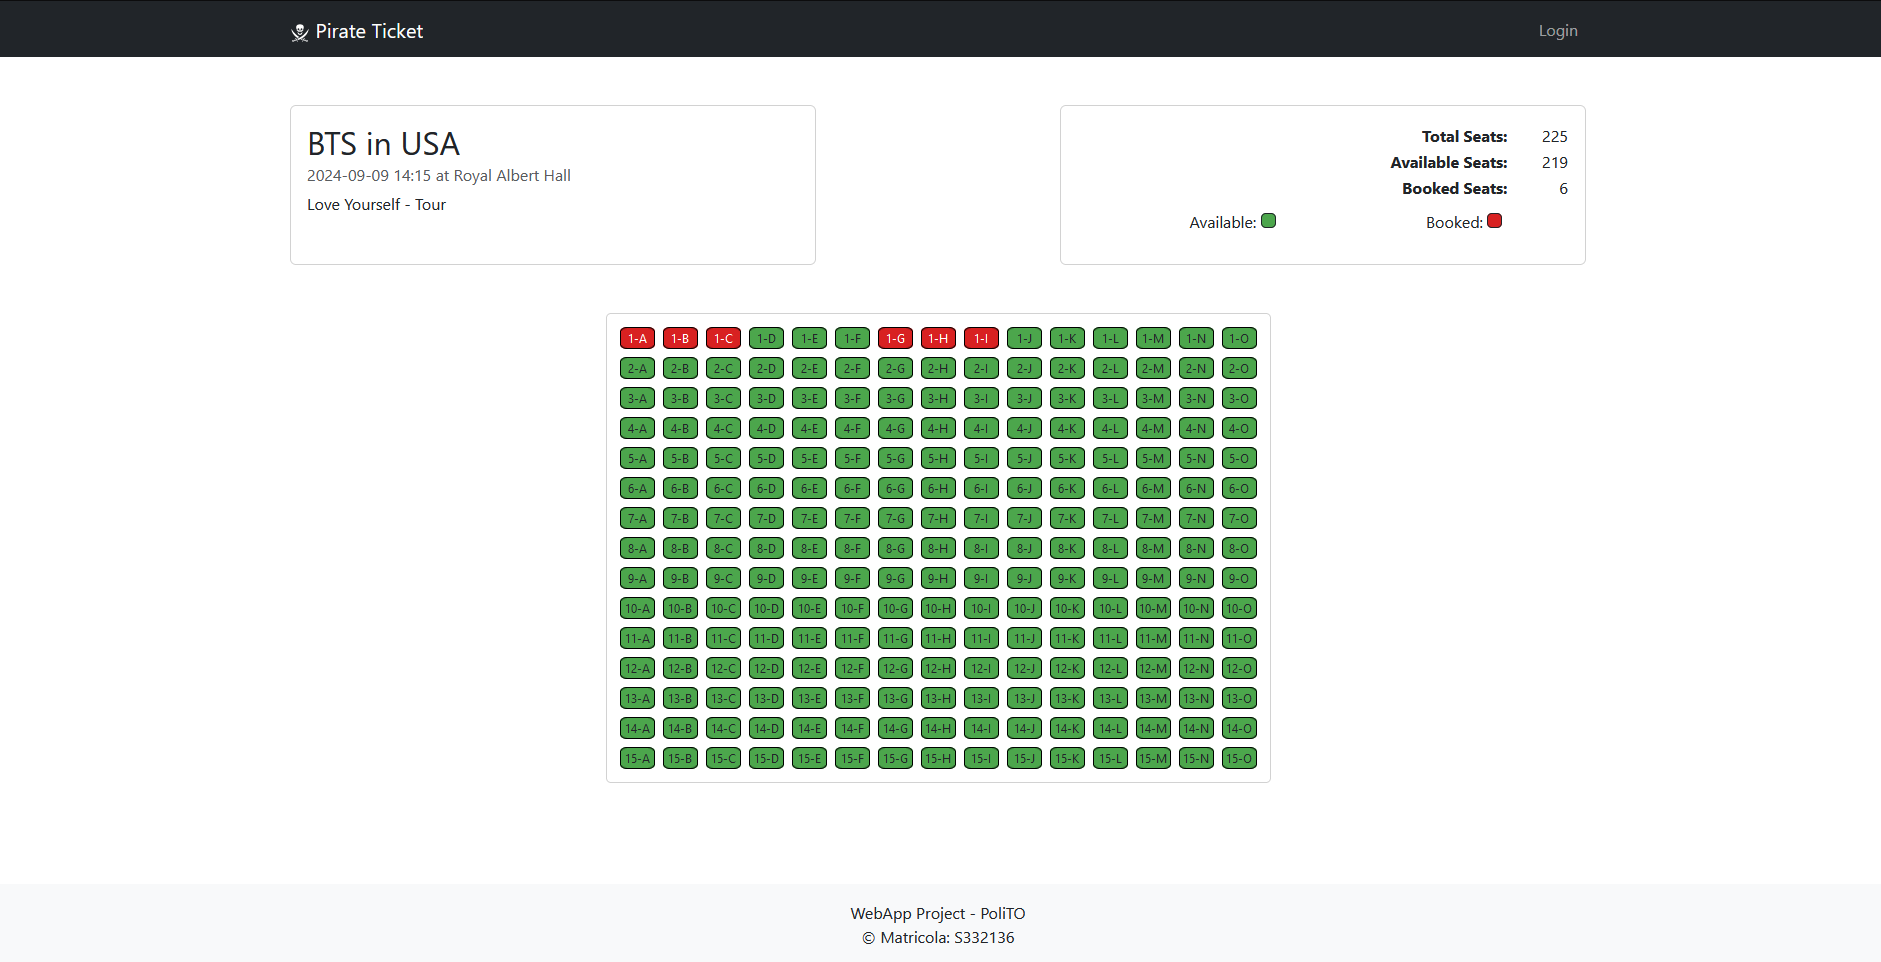 Pirate Ticket Login
BTS in USA
2024-09-09 14:15 at Royal Albert Hall
Love Yourself - Tour
Total Seats: 225
Available Seats: 219
Booked Seats: 6
Available: Booked:
1-A 1-B 1-C 1-D 1-E 1-F 1-G 1-H 1-I 1-J 1-K 1-L 1-M 1-N 1-O
2-A 2-B 2-C 2-D 2-E 2-F 2-G 2-H 2-I 2-J 2-K 2-L 2-M 2-N 2-O
3-A 3-B 3-C 3-D 3-E 3-F 3-G 3-H 3-I 3-J 3-K 3-L 3-M 3-N 3-O
4-A 4-B 4-C 4-D 4-E 4-F 4-G 4-H 4-I 4-J 4-K 4-L 4-M 4-N 4-O
5-A 5-B 5-C 5-D 5-E 5-F 5-G 5-H 5-I 5-J 5-K 5-L 5-M 5-N 5-O
6-A 6-B 6-C 6-D 6-E 6-F 6-G 6-H 6-I 6-J 6-K 6-L 6-M 6-N 6-O
7-A 7-B 7-C 7-D 7-E 7-F 7-G 7-H 7-I 7-J 7-K 7-L 7-M 7-N 7-O
8-A 8-B 8-C 8-D 8-E 8-F 8-G 8-H 8-I 8-J 8-K 8-L 8-M 8-N 8-O
9-A 9-B 9-C 9-D 9-E 9-F 9-G 9-H 9-I 9-J 9-K 9-L 9-M 9-N 9-O
10-A 10-B 10-C 10-D 10-E 10-F 10-G 10-H 10-I 10-J 10-K 10-L 10-M 10-N 10-O
11-A 11-B 11-C 11-D 11-E 11-F 11-G 11-H 11-I 11-J 11-K 11-L 11-M 11-N 11-O
12-A 12-B 12-C 12-D 12-E 12-F 12-G 12-H 12-I 12-J 12-K 12-L 12-M 12-N 12-O
13-A 13-B 13-C 13-D 13-E 13-F 13-G 13-H 13-I 13-J 13-K 13-L 13-M 13-N 13-O
14-A 14-B 14-C 14-D 14-E 14-F 14-G 14-H 14-I 14-J 14-K 14-L 14-M 14-N 14-O
15-A 15-B 15-C 15-D 15-E 15-F 15-G 15-H 15-I 15-J 15-K 15-L 15-M 15-N 15-O
WebApp Project - PoliTO
© Matricola: S332136